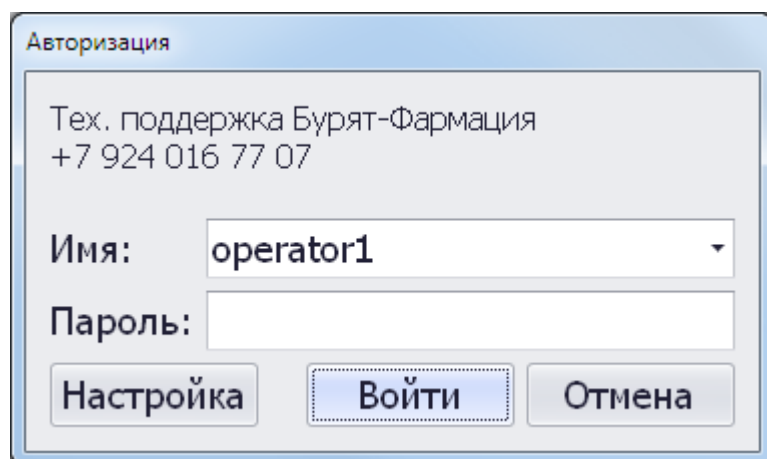 Авторизация
Тех. поддержка Бурят-Фармация
+7 924 016 77 07
Имя: operator1
Пароль:
Настройка Войти Отмена